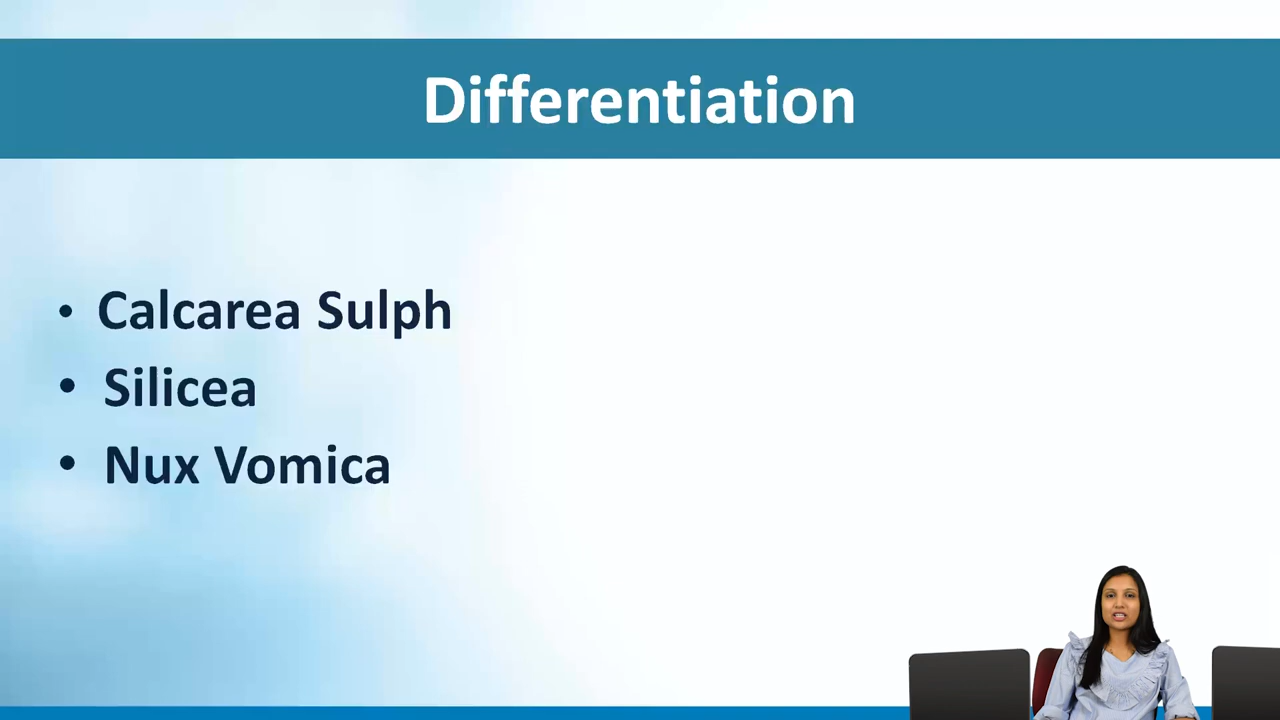 Differentiation
• Calcarea Sulph
• Silicea
• Nux Vomica